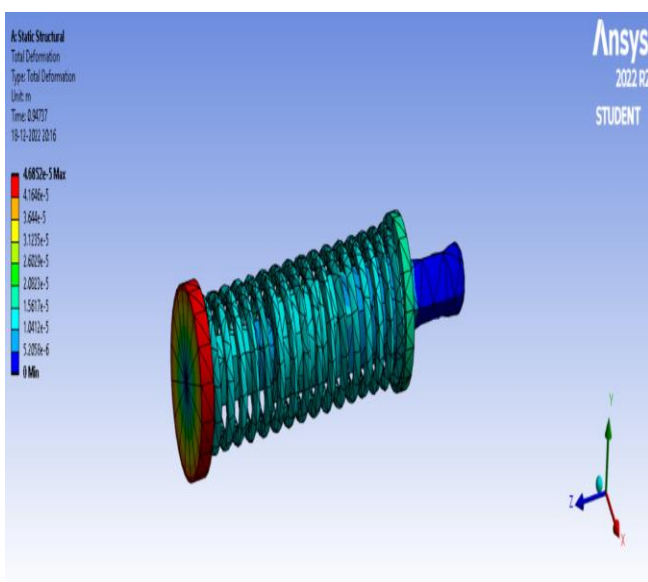 A: Static Structural
Total Deformation
Type: Total Deformation
Unit: m
Time: 0.94737
18-12-2022 20:16
4.6852e-5 Max
4.1646e-5
3.644e-5
3.1235e-5
2.6029e-5
2.0823e-5
1.5617e-5
1.0412e-5
5.2058e-6
0 Min
Ansys
2022 R2
STUDENT
Y
Z
X